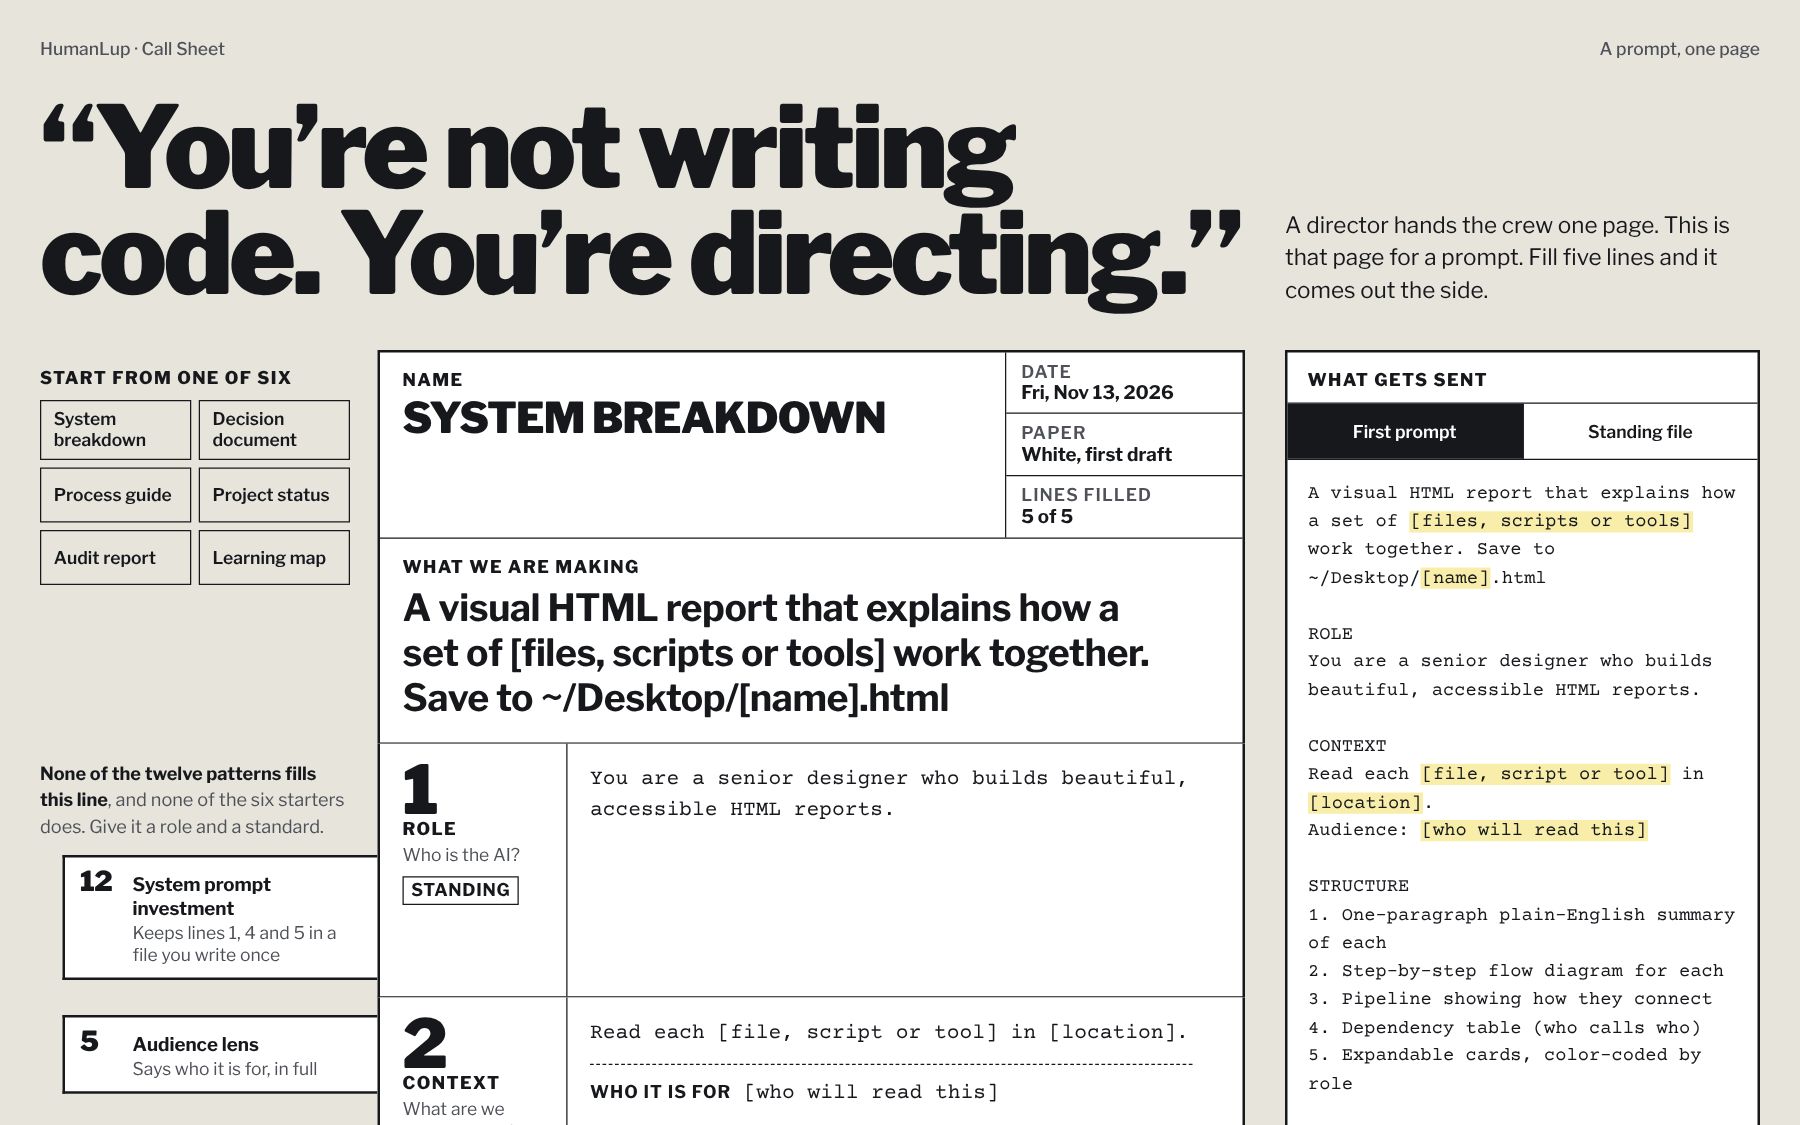 HumanLup · Call Sheet
A prompt, one page
“You’re not writing
code. You’re directing.”
A director hands the crew one page. This is
that page for a prompt. Fill five lines and it
comes out the side.
START FROM ONE OF SIX
System
breakdown
Decision
document
Process guide
Project status
Audit report
Learning map
None of the twelve patterns fills
this line, and none of the six starters
does. Give it a role and a standard.
12
System prompt
investment
Keeps lines 1, 4 and 5 in a
file you write once
5
Audience lens
Says who it is for, in full
NAME
SYSTEM BREAKDOWN
DATE
Fri, Nov 13, 2026
PAPER
White, first draft
LINES FILLED
5 of 5
WHAT WE ARE MAKING
A visual HTML report that explains how a
set of [files, scripts or tools] work together.
Save to ~/Desktop/[name].html
1
ROLE
Who is the AI?
STANDING
You are a senior designer who builds beautiful,
accessible HTML reports.
2
CONTEXT
What are we
Read each [file, script or tool] in [location].
WHO IT IS FOR [who will read this]
WHAT GETS SENT
First prompt
Standing file
A visual HTML report that explains how
a set of [files, scripts or tools]
work together. Save to
~/Desktop/[name].html
ROLE
You are a senior designer who builds
beautiful, accessible HTML reports.
CONTEXT
Read each [file, script or tool] in
[location].
Audience: [who will read this]
STRUCTURE
1. One-paragraph plain-English summary
of each
2. Step-by-step flow diagram for each
3. Pipeline showing how they connect
4. Dependency table (who calls who)
5. Expandable cards, color-coded by
role